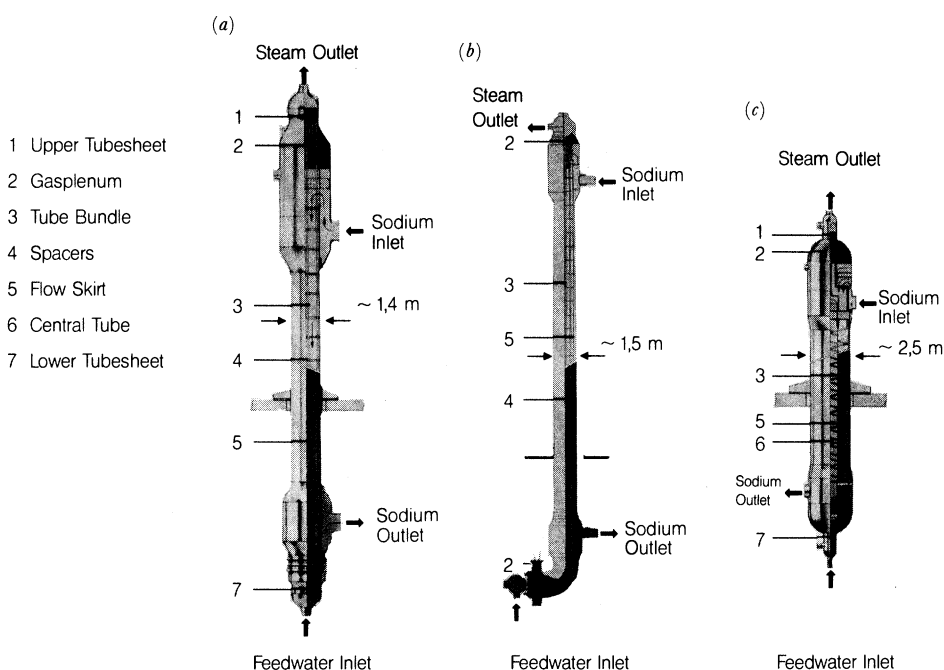 1 Upper Tubesheet
2 Gasplenum
3 Tube Bundle
4 Spacers
5 Flow Skirt
6 Central Tube
7 Lower Tubesheet
(a)
Steam Outlet
1
2
Sodium
Inlet
3
~ 1,4 m
4
5
Sodium
Outlet
7
Feedwater Inlet
(b)
Steam
Outlet
2
Sodium
Inlet
3
5
~ 1,5 m
4
Sodium
Outlet
2
Feedwater Inlet
(c)
Steam Outlet
1
2
Sodium
Inlet
~ 2,5 m
3
5
6
Sodium
Outlet
7
Feedwater Inlet